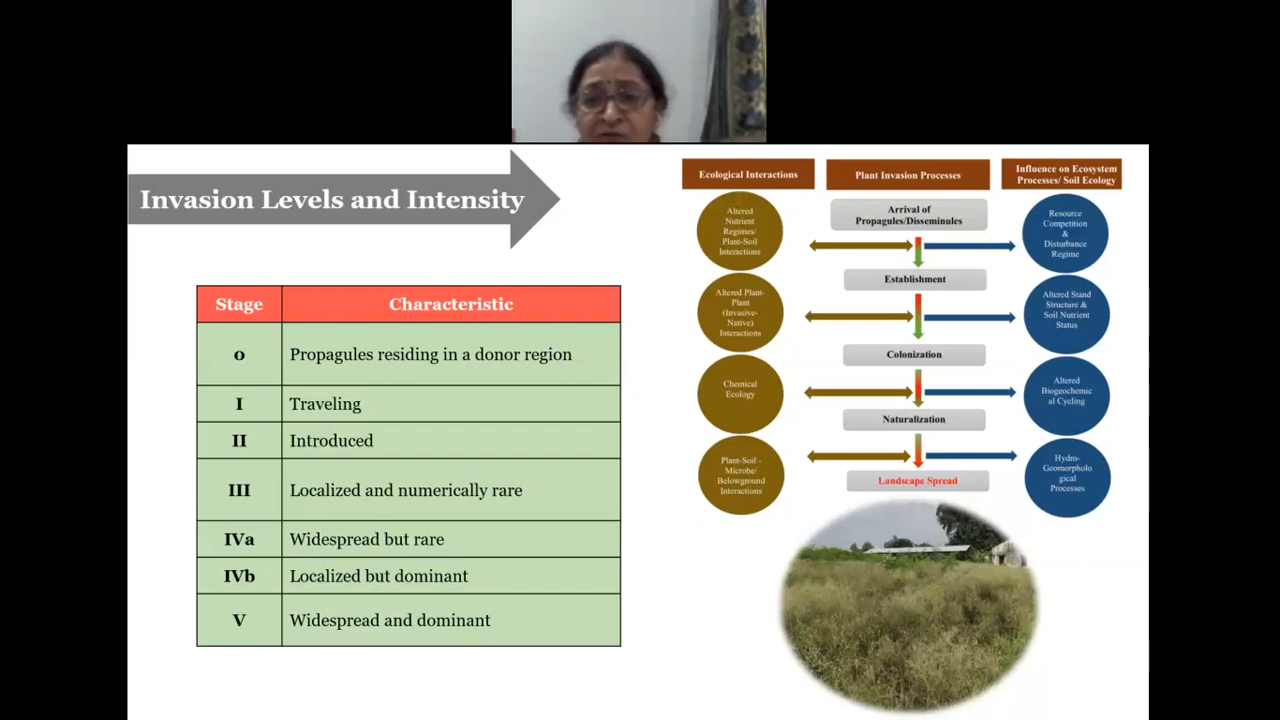 Invasion Levels and Intensity
Stage Characteristic
0 Propagules residing in a donor region
I Traveling
II Introduced
III Localized and numerically rare
IVa Widespread but rare
IVb Localized but dominant
V Widespread and dominant
Ecological Interactions
Altered
Nutrient
Regimes/
Plant-Soil
Interactions
Altered Plant-
Plant
(Invasive-
Native)
Interactions
Chemical
Ecology
Plant-Soil -
Microbe/
Belowground
Interactions
Plant Invasion Processes
Arrival of
Propagules/Disseminules
Establishment
Colonization
Naturalization
Landscape Spread
Influence on Ecosystem
Processes/ Soil Ecology
Resource
Competition
&
Disturbance
Regime
Altered Stand
Structure &
Soil Nutrient
Status
Altered
Biogeochemic
al Cycling
Hydro-
Geomorpholo
gical
Processes